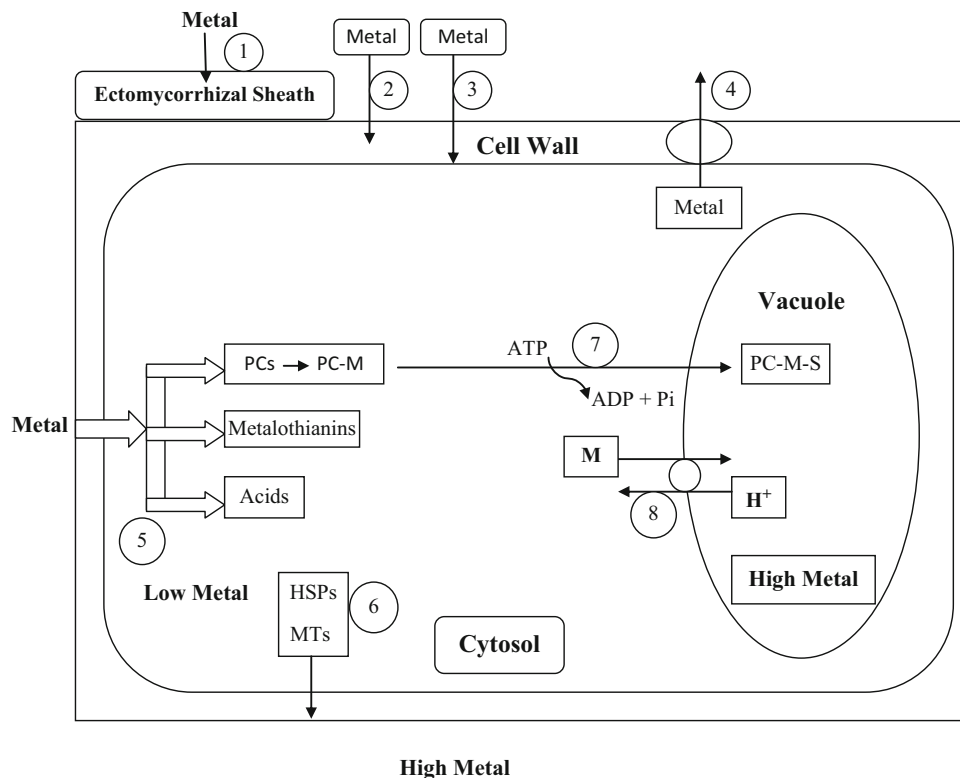 Metal
1
Metal
Metal
Ectomycorrhizal Sheath
2
3
4
Cell Wall
Metal
Vacuole
PCs → PC-M
ATP
7
PC-M-S
ADP + Pi
Metal
Metalothianins
M
Acids
H⁺
8
5
Low Metal
HSPs
6
MTs
High Metal
Cytosol
High Metal